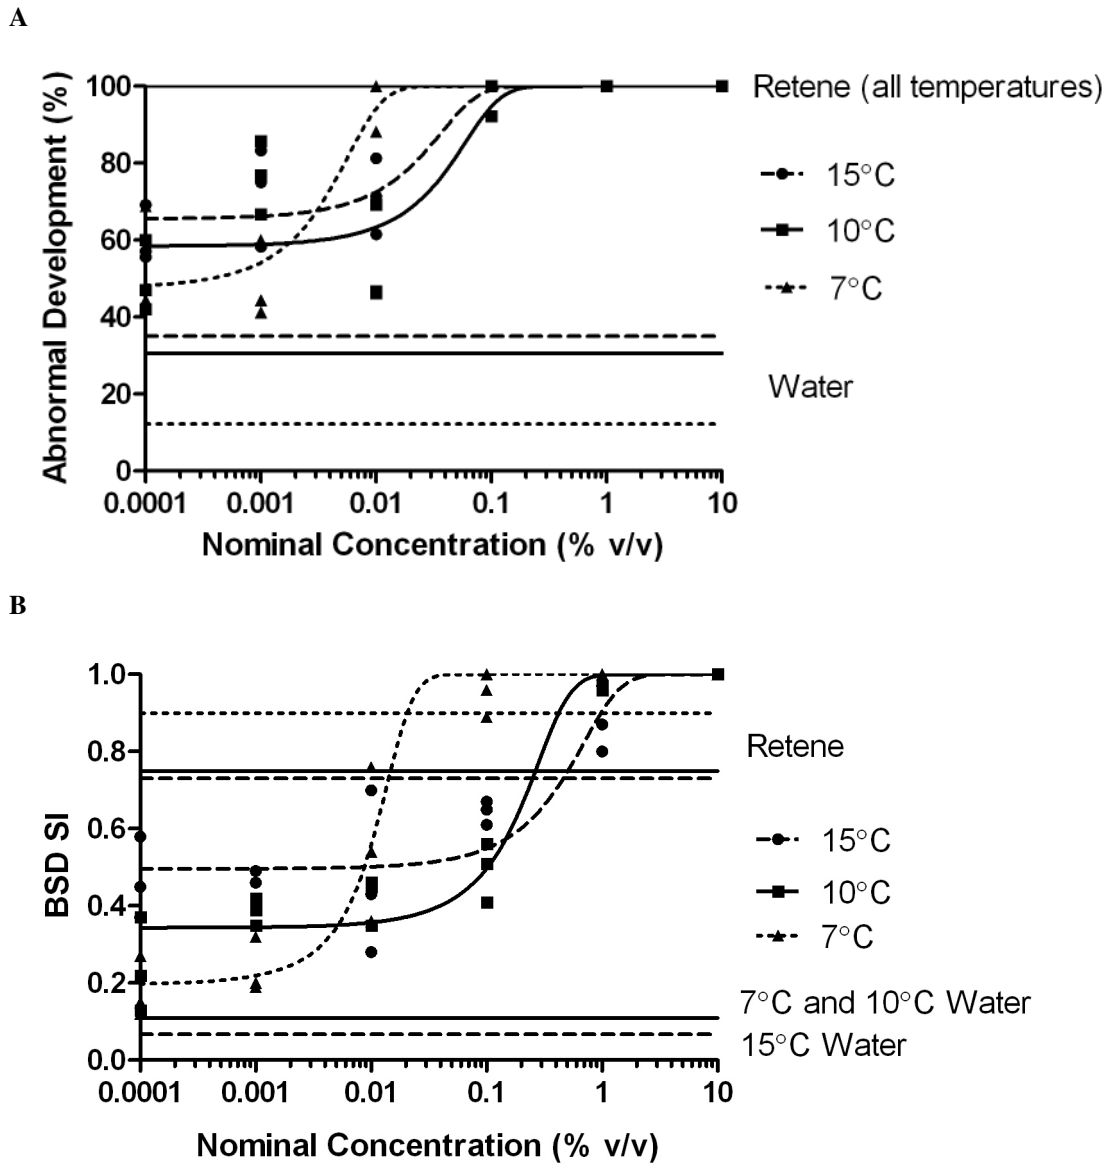 A
Abnormal Development (%)
100
80
60
40
20
0
0.0001 0.001 0.01 0.1 1 10
Nominal Concentration (% v/v)
Retene (all temperatures)
15°C
10°C
7°C
Water
B
BSD SI
1.0
0.8
0.6
0.4
0.2
0.0
0.0001 0.001 0.01 0.1 1 10
Nominal Concentration (% v/v)
Retene
15°C
10°C
7°C
7°C and 10°C Water
15°C Water